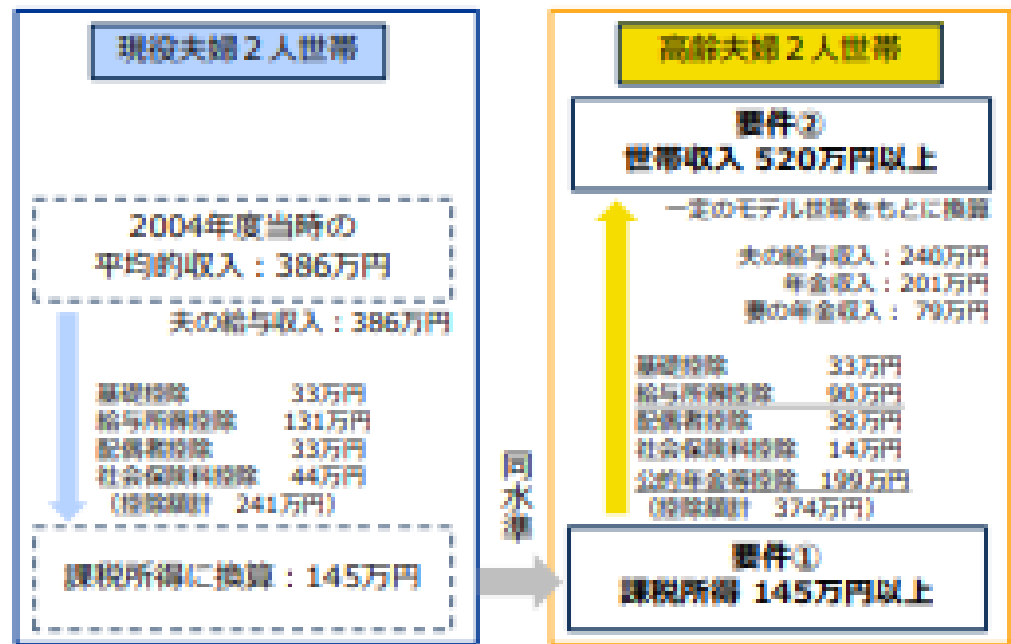 現役夫婦2人世帯
2004年度当時の
平均的収入：386万円
夫の給与収入：386万円
基礎控除 33万円
給与所得控除 131万円
配偶者控除 33万円
社会保険料控除 44万円
（控除額計 241万円）
課税所得に換算：145万円
同水準
高齢夫婦2人世帯
要件②
世帯収入 520万円以上
一定のモデル世帯をもとに換算
夫の給与収入：240万円
年金収入：201万円
妻の年金収入： 79万円
基礎控除 33万円
給与所得控除 90万円
配偶者控除 38万円
社会保険料控除 14万円
公的年金等控除 199万円
（控除額計 374万円）
要件①
課税所得 145万円以上